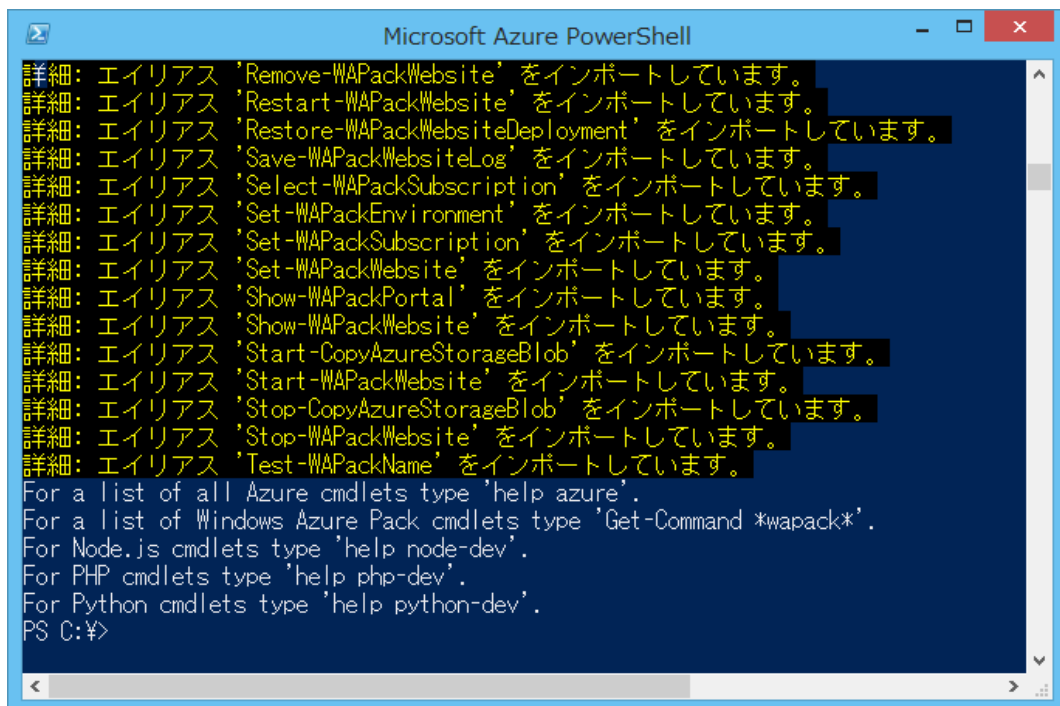 Microsoft Azure PowerShell
詳細: エイリアス 'Remove-WAPackWebsite' をインポートしています。
詳細: エイリアス 'Restart-WAPackWebsite' をインポートしています。
詳細: エイリアス 'Restore-WAPackWebsiteDeployment' をインポートしています。
詳細: エイリアス 'Save-WAPackWebsiteLog' をインポートしています。
詳細: エイリアス 'Select-WAPackSubscription' をインポートしています。
詳細: エイリアス 'Set-WAPackEnvironment' をインポートしています。
詳細: エイリアス 'Set-WAPackSubscription' をインポートしています。
詳細: エイリアス 'Set-WAPackWebsite' をインポートしています。
詳細: エイリアス 'Show-WAPackPortal' をインポートしています。
詳細: エイリアス 'Show-WAPackWebsite' をインポートしています。
詳細: エイリアス 'Start-CopyAzureStorageBlob' をインポートしています。
詳細: エイリアス 'Start-WAPackWebsite' をインポートしています。
詳細: エイリアス 'Stop-CopyAzureStorageBlob' をインポートしています。
詳細: エイリアス 'Stop-WAPackWebsite' をインポートしています。
詳細: エイリアス 'Test-WAPackName' をインポートしています。
For a list of all Azure cmdlets type 'help azure'.
For a list of Windows Azure Pack cmdlets type 'Get-Command *wapack*'.
For Node.js cmdlets type 'help node-dev'.
For PHP cmdlets type 'help php-dev'.
For Python cmdlets type 'help python-dev'.
PS C:¥>